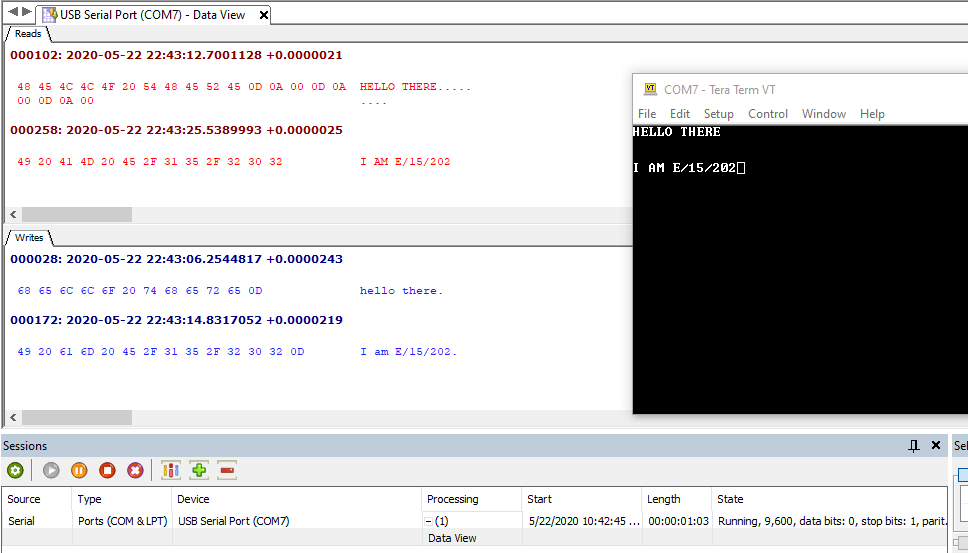 USB Serial Port (COM7) - Data View
Reads
000102: 2020-05-22 22:43:12.7001128 +0.0000021
48 45 4C 4C 4F 20 54 48 45 52 45 0D 0A 00 0D 0A HELLO THERE.....
00 0D 0A 00 ....
000258: 2020-05-22 22:43:25.5389993 +0.0000025
49 20 41 4D 20 45 2F 31 35 2F 32 30 32 I AM E/15/202
Writes
000028: 2020-05-22 22:43:06.2544817 +0.0000243
68 65 6C 6C 6F 20 74 68 65 72 65 0D hello there.
000172: 2020-05-22 22:43:14.8317052 +0.0000219
49 20 61 6D 20 45 2F 31 35 2F 32 30 32 0D I am E/15/202.
VT COM7 - Tera Term VT
File Edit Setup Control Window Help
HELLO THERE
I AM E/15/202
Sessions
Sel
Source Type Device Processing Start Length State
Serial Ports (COM & LPT) USB Serial Port (COM7) (1) 5/22/2020 10:42:45 ... 00:00:01:03 Running, 9,600, data bits: 0, stop bits: 1, parit.
Data View